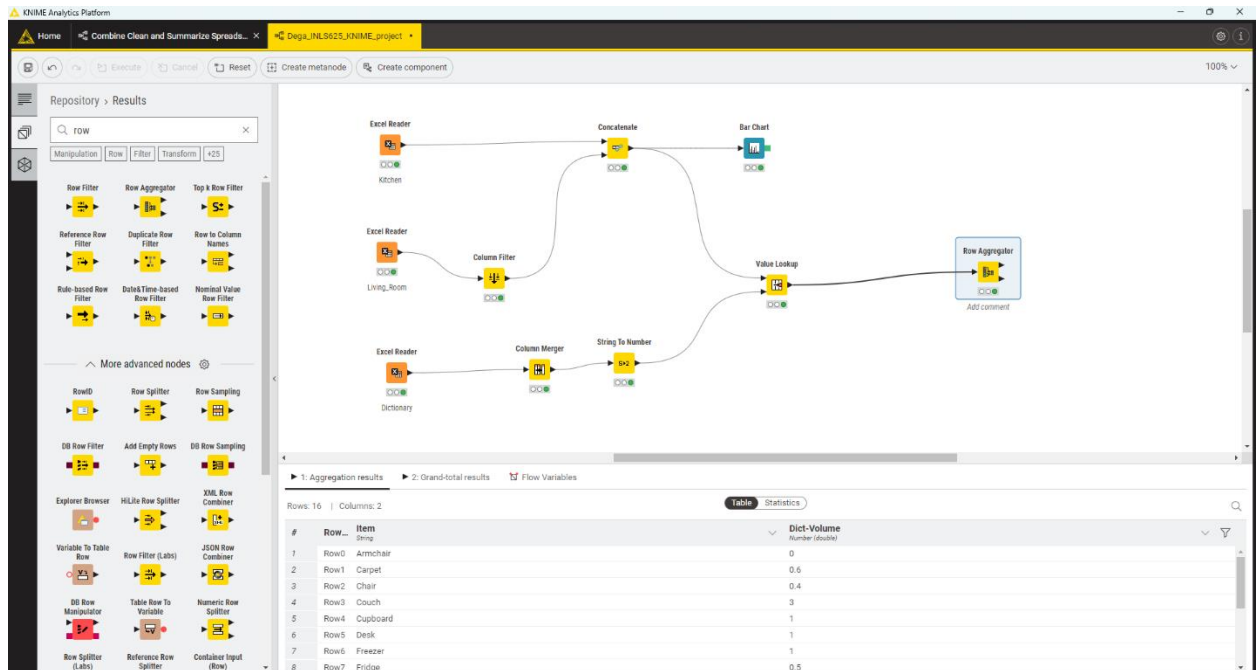 KNIME Analytics Platform
Home
Combine Clean and Summarize Spreads...
Dega_INLS625_KNIME_project
Execute
Cancel
Reset
Create metanode
Create component
100%
Repository › Results
row
Manipulation
Row
Filter
Transform
+25
Row Filter
Row Aggregator
Top k Row Filter
Reference Row
Filter
Duplicate Row
Filter
Row to Column
Names
Rule-based Row
Filter
Date&Time-based
Row Filter
Nominal Value
Row Filter
More advanced nodes
RowID
Row Splitter
Row Sampling
DB Row Filter
Add Empty Rows
DB Row Sampling
Explorer Browser
HiLite Row Splitter
XML Row
Combiner
Variable To Table
Row
Row Filter (Labs)
JSON Row
Combiner
DB Row
Manipulator
Table Row To
Variable
Numeric Row
Splitter
Row Splitter
(Labs)
Reference Row
Splitter
Container Input
(Row)
Excel Reader
Kitchen
Concatenate
Bar Chart
Excel Reader
Living_Room
Column Filter
Value Lookup
Row Aggregator
Add comment
Excel Reader
Dictionary
Column Merger
String To Number
S+2
1: Aggregation results
2: Grand-total results
Flow Variables
Rows: 16 | Columns: 2
Table
Statistics
# Row... Item Dict-Volume
String Number (double)
1 Row0 Armchair 0
2 Row1 Carpet 0.6
3 Row2 Chair 0.4
4 Row3 Couch 3
5 Row4 Cupboard 1
6 Row5 Desk 1
7 Row6 Freezer 1
8 Row7 Fridge 0.5